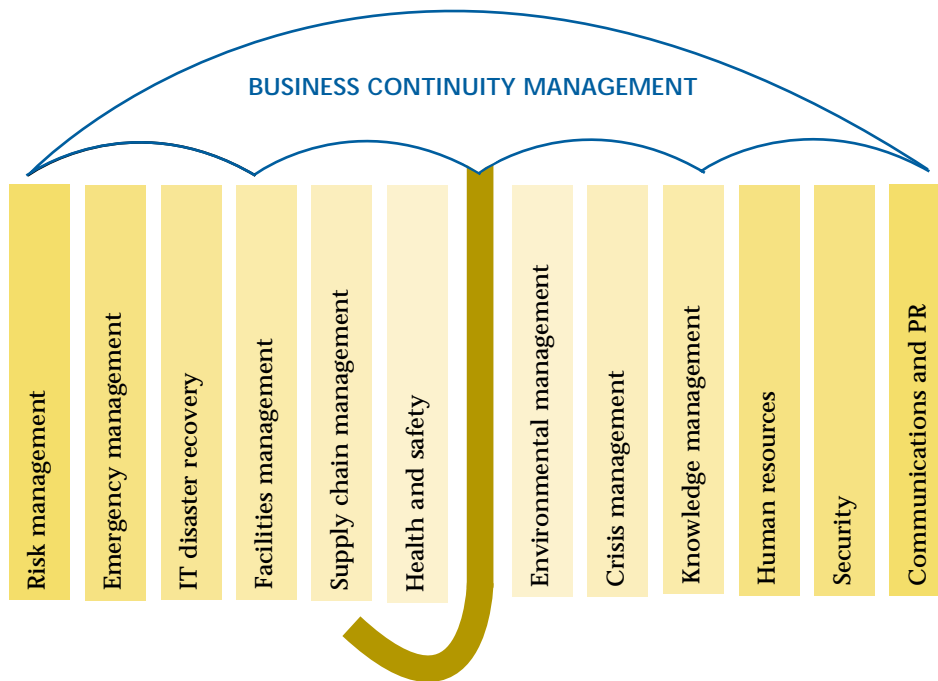 BUSINESS CONTINUITY MANAGEMENT
Risk management
Emergency management
IT disaster recovery
Facilities management
Supply chain management
Health and safety
Environmental management
Crisis management
Knowledge management
Human resources
Security
Communications and PR